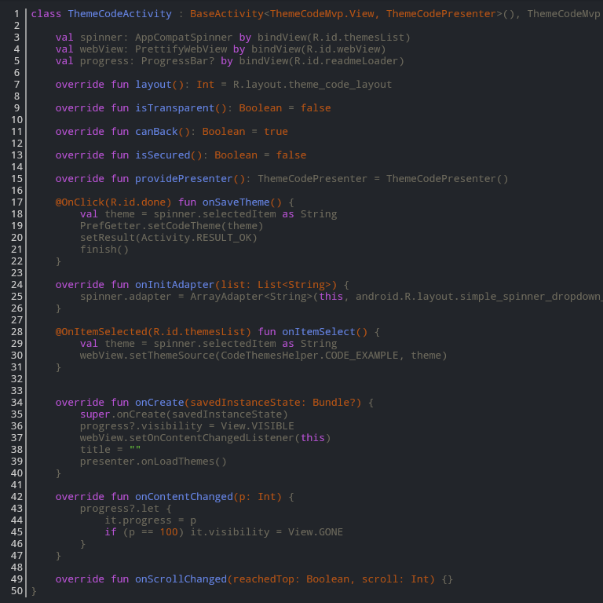 1 class ThemeCodeActivity : BaseActivity<ThemeCodeMvp.View, ThemeCodePresenter>(), ThemeCodeMvp
2
3 val spinner: AppCompatSpinner by bindView(R.id.themesList)
4 val webView: PrettifyWebView by bindView(R.id.webView)
5 val progress: ProgressBar? by bindView(R.id.readmeLoader)
6
7 override fun layout(): Int = R.layout.theme_code_layout
8
9 override fun isTransparent(): Boolean = false
10
11 override fun canBack(): Boolean = true
12
13 override fun isSecured(): Boolean = false
14
15 override fun providePresenter(): ThemeCodePresenter = ThemeCodePresenter()
16
17 @OnClick(R.id.done) fun onSaveTheme() {
18 val theme = spinner.selectedItem as String
19 PrefGetter.setCodeTheme(theme)
20 setResult(Activity.RESULT_OK)
21 finish()
22 }
23
24 override fun onInitAdapter(list: List<String>) {
25 spinner.adapter = ArrayAdapter<String>(this, android.R.layout.simple_spinner_dropdown_
26 }
27
28 @OnItemSelected(R.id.themesList) fun onItemSelect() {
29 val theme = spinner.selectedItem as String
30 webView.setThemeSource(CodeThemesHelper.CODE_EXAMPLE, theme)
31 }
32
33
34 override fun onCreate(savedInstanceState: Bundle?) {
35 super.onCreate(savedInstanceState)
36 progress?.visibility = View.VISIBLE
37 webView.setOnContentChangedListener(this)
38 title = ""
39 presenter.onLoadThemes()
40 }
41
42 override fun onContentChanged(p: Int) {
43 progress?.let {
44 it.progress = p
45 if (p == 100) it.visibility = View.GONE
46 }
47 }
48
49 override fun onScrollChanged(reachedTop: Boolean, scroll: Int) {}
50 }